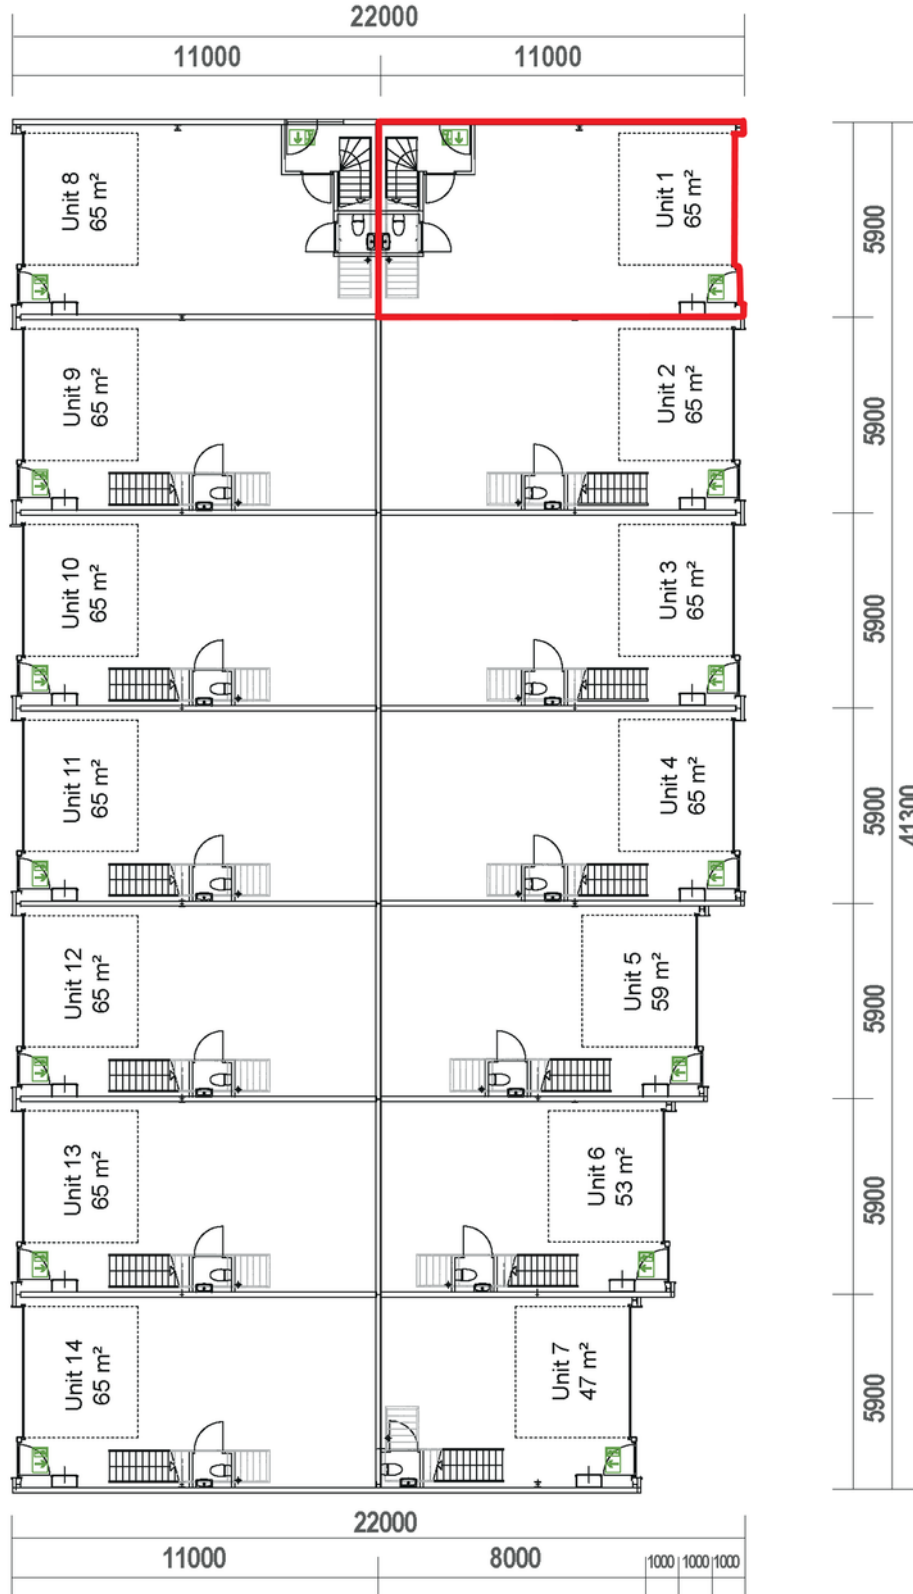 22000
11000 11000
Unit 8
65 m²
Unit 1
65 m²
5900
Unit 9
65 m²
Unit 2
65 m²
5900
Unit 10
65 m²
Unit 3
65 m²
5900
Unit 11
65 m²
Unit 4
65 m²
5900
41300
Unit 12
65 m²
Unit 5
59 m²
5900
Unit 13
65 m²
Unit 6
53 m²
5900
Unit 14
65 m²
Unit 7
47 m²
5900
22000
11000 8000 1000 1000 1000